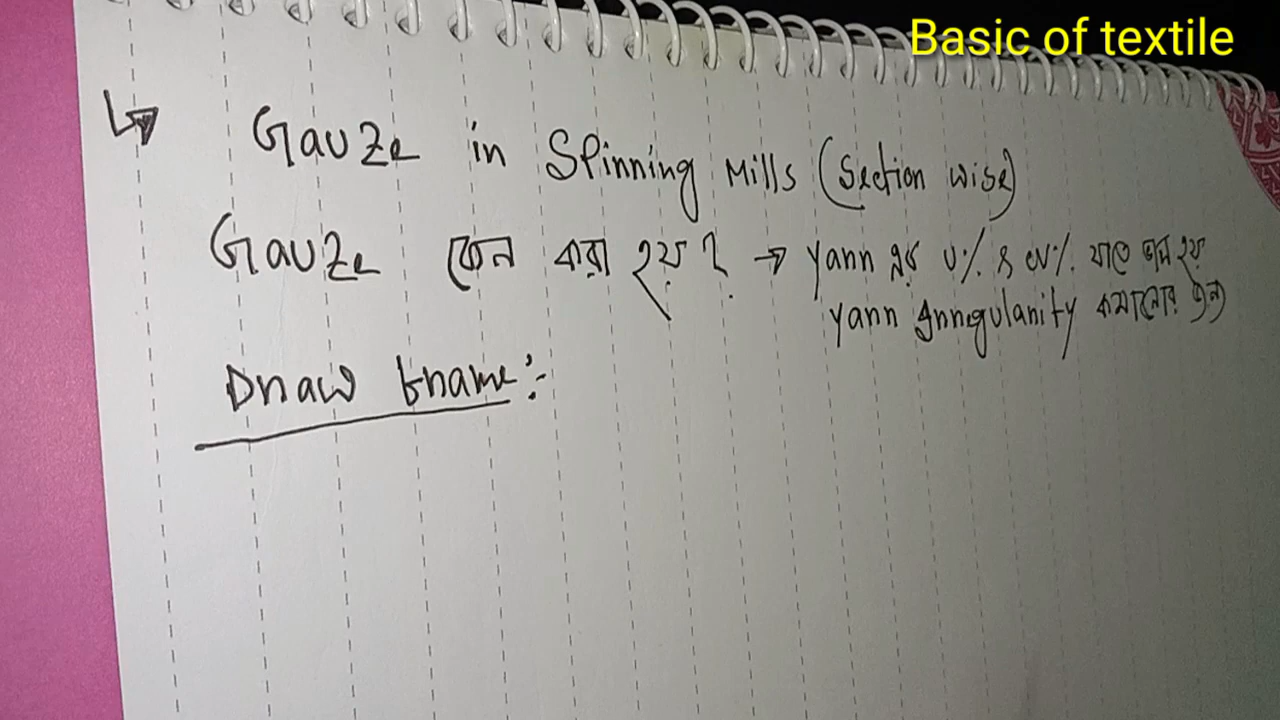 Basic of textile
Gauze in Spinning Mills (Section wise)
Gauze কেন করা হয়? → Yarn এর U% ও CV% যাতে ভাল হয়
Yarn Irregularity কমানোর জন্য
Draw frame:-